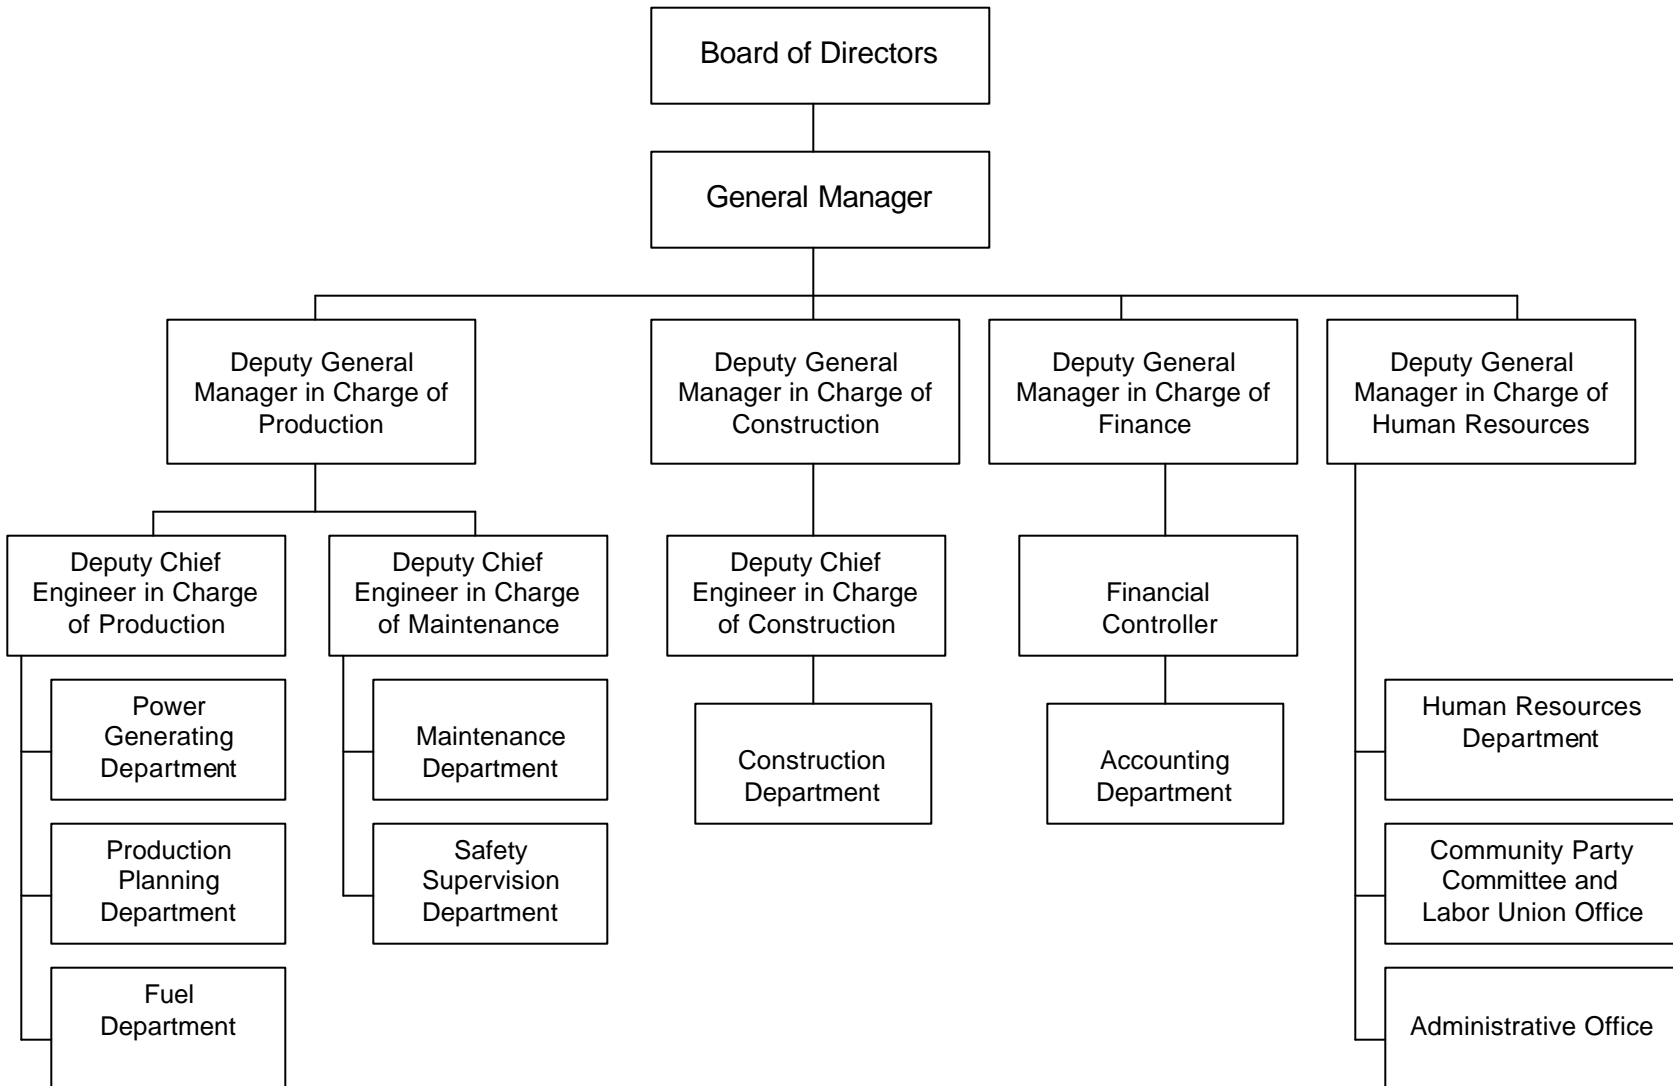 Board of Directors
General Manager
Deputy General
Manager in Charge of
Production
Deputy General
Manager in Charge of
Construction
Deputy General
Manager in Charge of
Finance
Deputy General
Manager in Charge of
Human Resources
Deputy Chief
Engineer in Charge
of Production
Deputy Chief
Engineer in Charge
of Maintenance
Deputy Chief
Engineer in Charge
of Construction
Financial
Controller
Power
Generating
Department
Maintenance
Department
Construction
Department
Accounting
Department
Human Resources
Department
Production
Planning
Department
Safety
Supervision
Department
Community Party
Committee and
Labor Union Office
Fuel
Department
Administrative Office